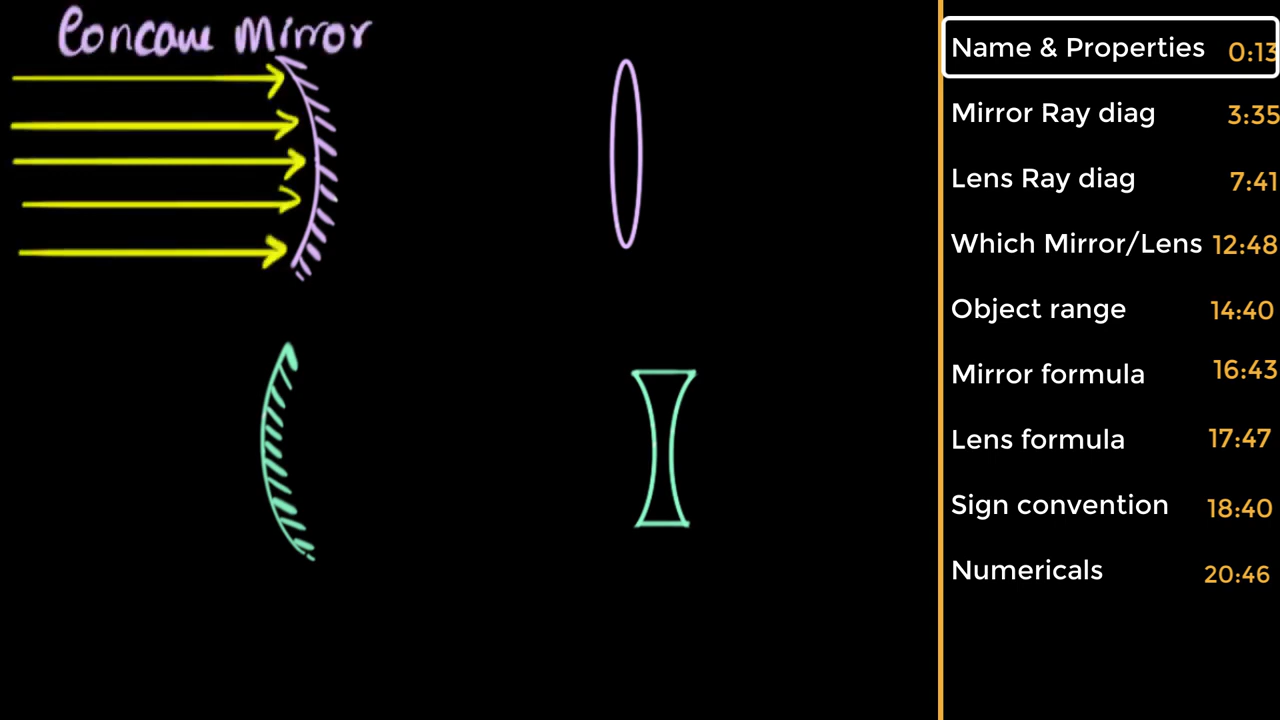 Concave Mirror
Name & Properties 0:13
Mirror Ray diag 3:35
Lens Ray diag 7:41
Which Mirror/Lens 12:48
Object range 14:40
Mirror formula 16:43
Lens formula 17:47
Sign convention 18:40
Numericals 20:46